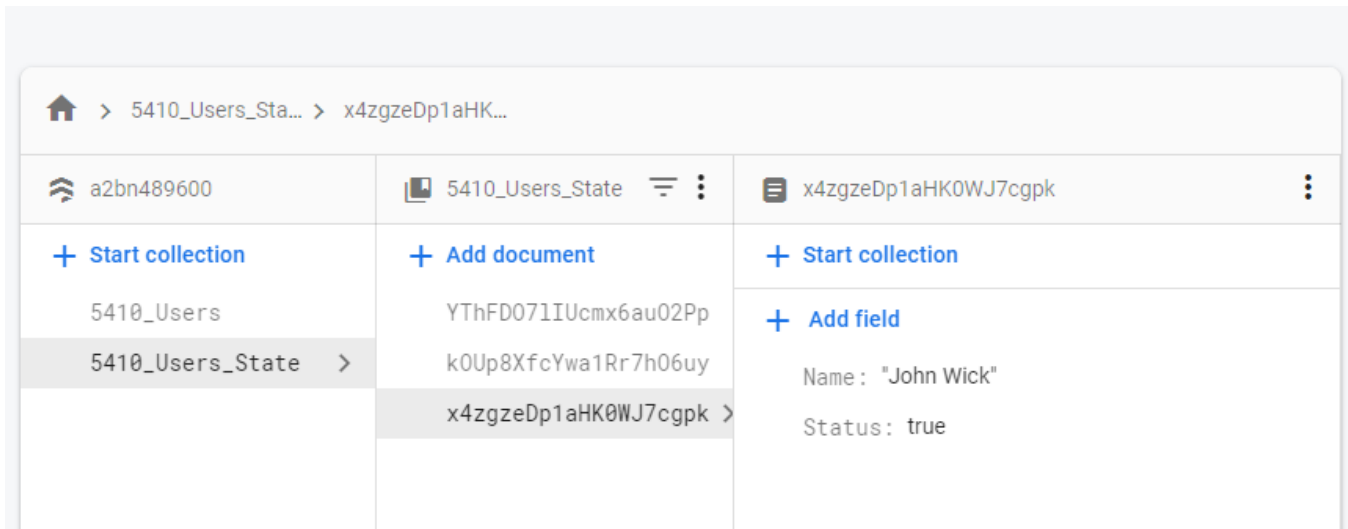 5410_Users_Sta... > x4zgzeDp1aHK...
a2bn489600
5410_Users_State
x4zgzeDp1aHK0WJ7cgpk
+ Start collection
+ Add document
+ Start collection
5410_Users
5410_Users_State
YThFDO7lIUcmx6auO2Pp
kOUp8XfcYwa1Rr7hO6uy
x4zgzeDp1aHK0WJ7cgpk
+ Add field
Name: "John Wick"
Status: true